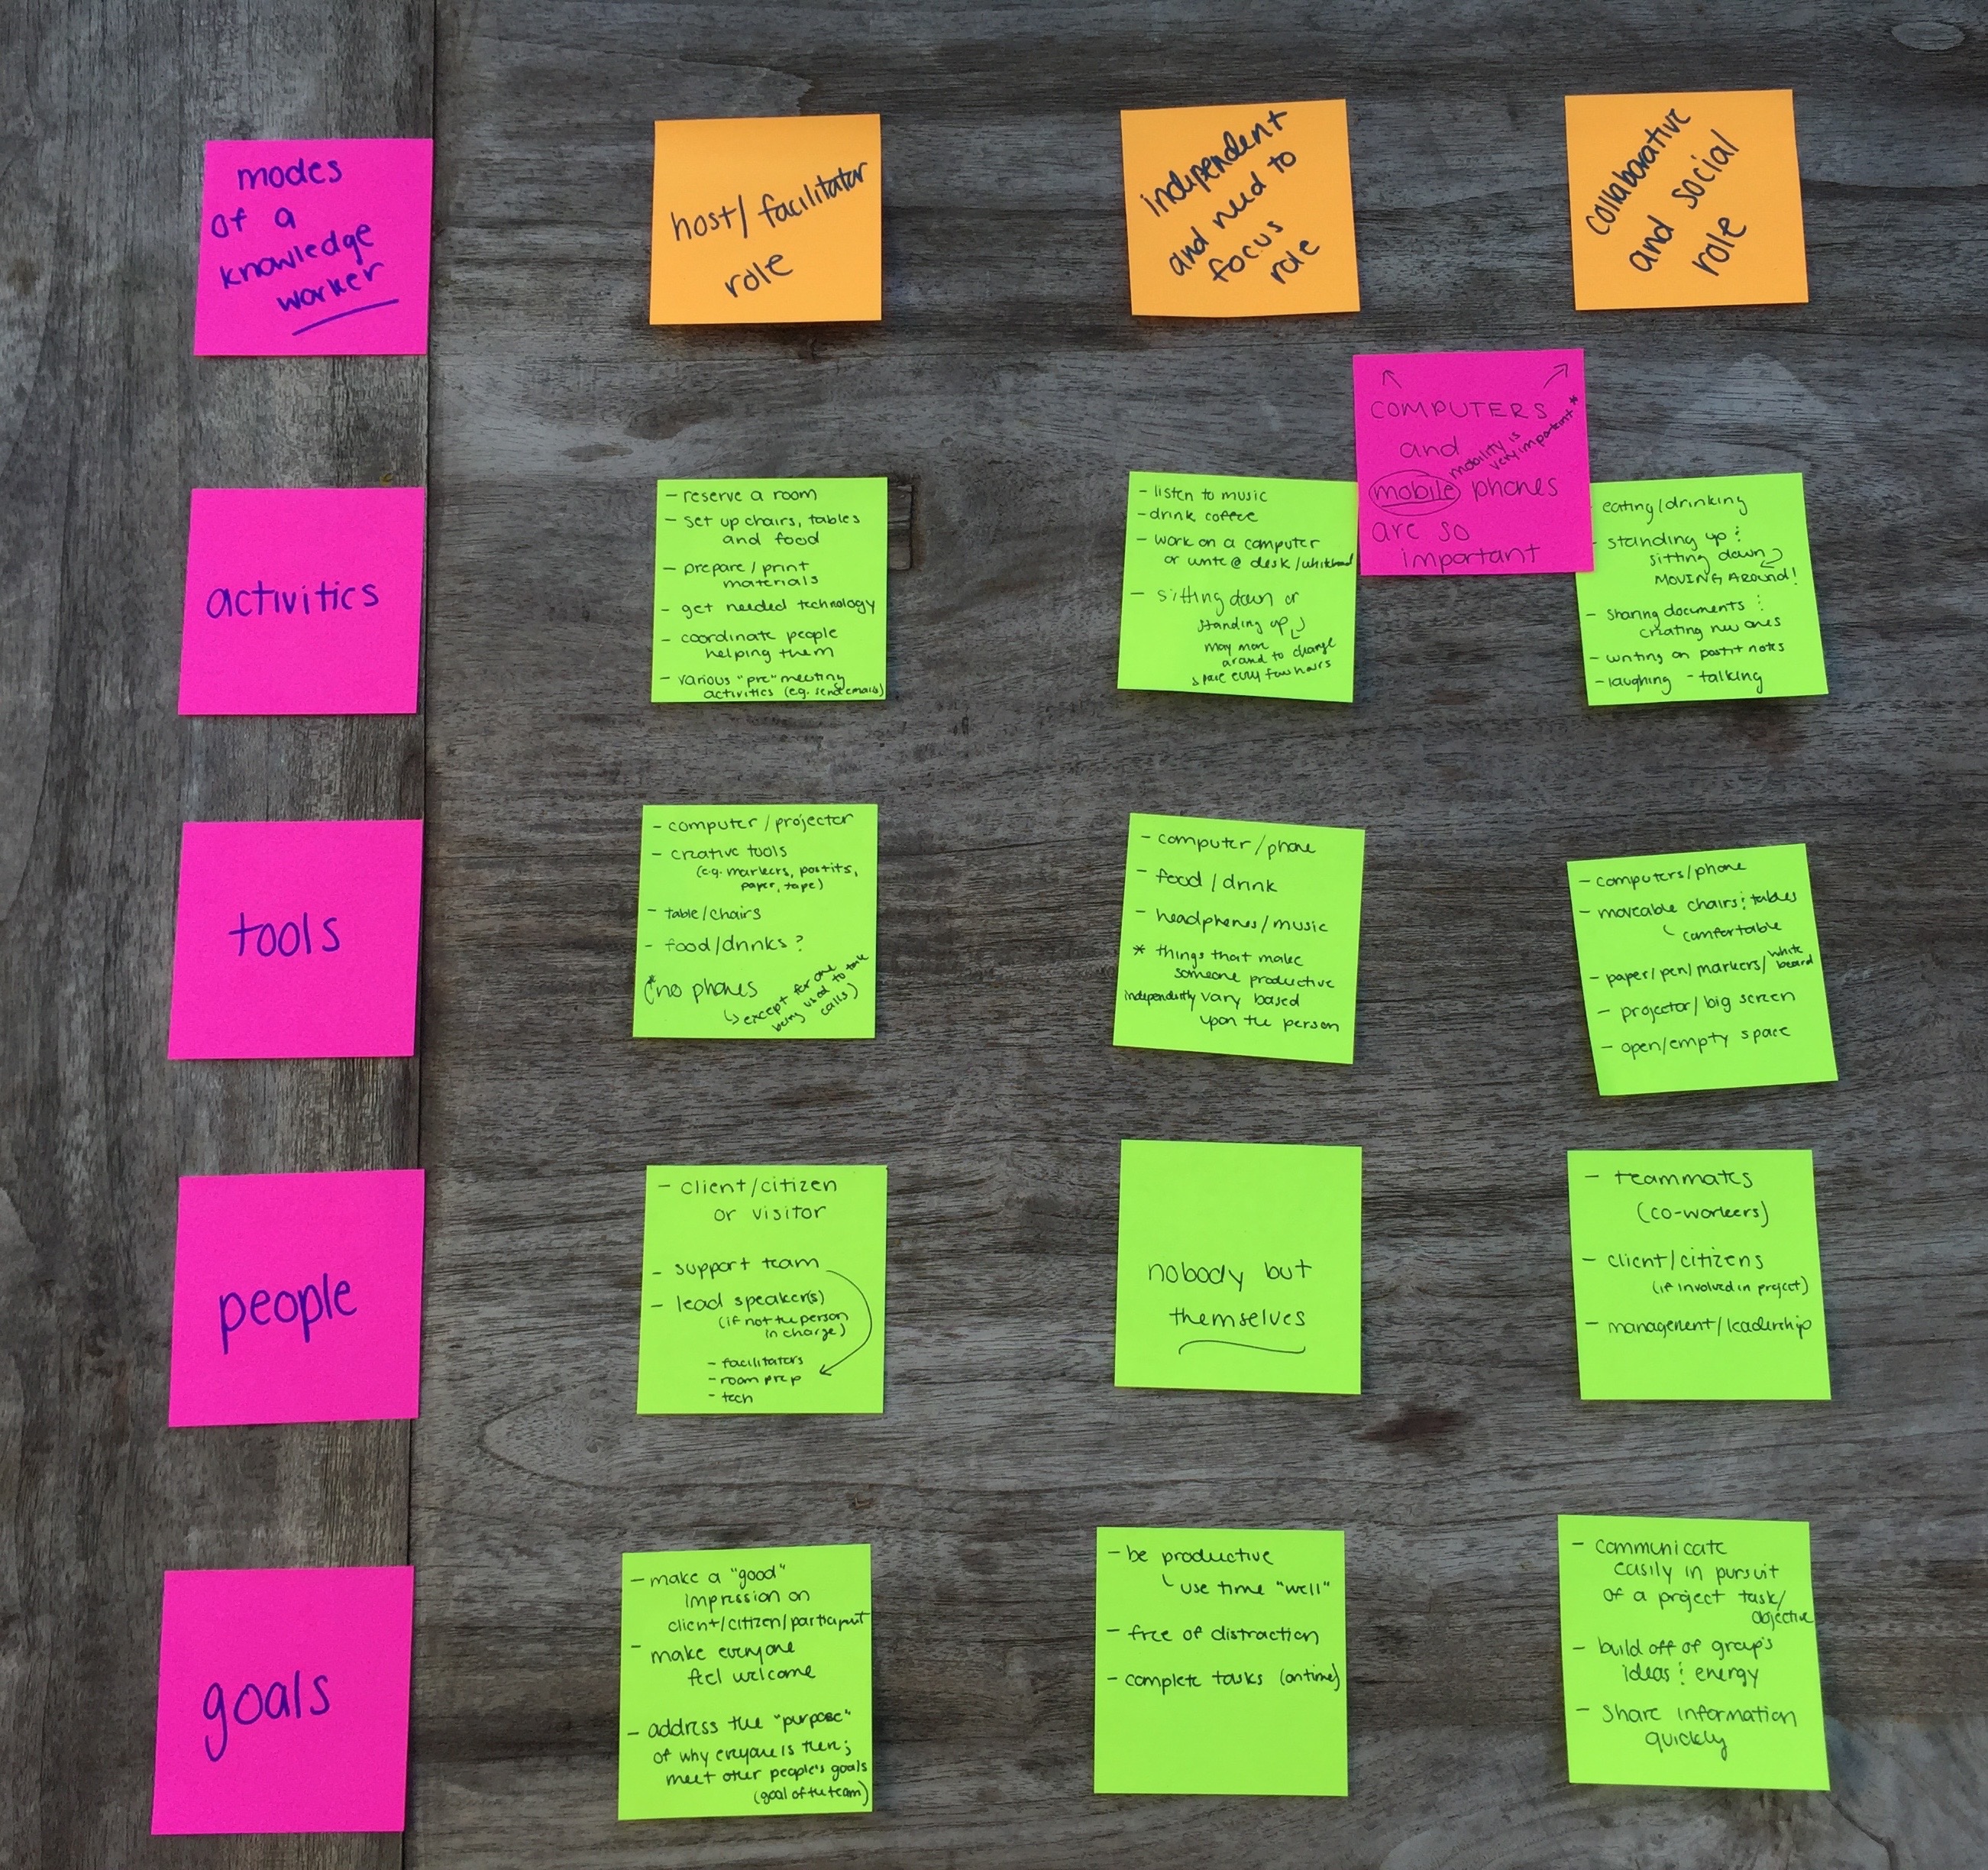 modes
of a
knowledge
worker
host/facilitator
role
independent
and need to
focus
role
collaborative
and social
role
COMPUTERS
and
mobile phones
are so
important
mobility is
very important *
activities
- reserve a room
- set up chairs, tables
and food
- prepare/print
materials
- get needed technology
- coordinate people
helping them
- various "pre" meeting
activities (e.g. send emails)
- listen to music
- drink coffee
- work on a computer
or write @ desk/whiteboard
- sitting down or
standing up
may move
around to change
space every few hours
eating/drinking
- standing up &
sitting down
MOVING AROUND!
- sharing documents &
creating new ones
- writing on postit notes
- laughing - talking
tools
- computer/projector
- creative tools
(e.g. markers, postits,
paper, tape)
- table/chairs
- food/drinks?
* (no phones
↳ except for one
being used to take
calls)
- computer/phone
- food/drink
- headphones/music
* things that make
someone productive
independently vary based
upon the person
- computers/phone
- moveable chairs & tables
comfortable
- paper/pen/markers/white
board
- projector/big screen
- open/empty space
people
- client/citizen
or visitor
- support team
- lead speaker(s)
(if not the person
in charge)
- facilitators
- room prep
- tech
nobody but
themselves
- teammates
(co-workers)
- client/citizens
(if involved in project)
- management/leadership
goals
- make a "good"
impression on
client/citizen/participant
- make everyone
feel welcome
- address the "purpose"
of why everyone is there;
meet other people's goals
(goal of the team)
- be productive
use time "well"
- free of distraction
- complete tasks (on time)
- communicate
easily in pursuit
of a project task/
objective
- build off of group's
ideas & energy
- share information
quickly